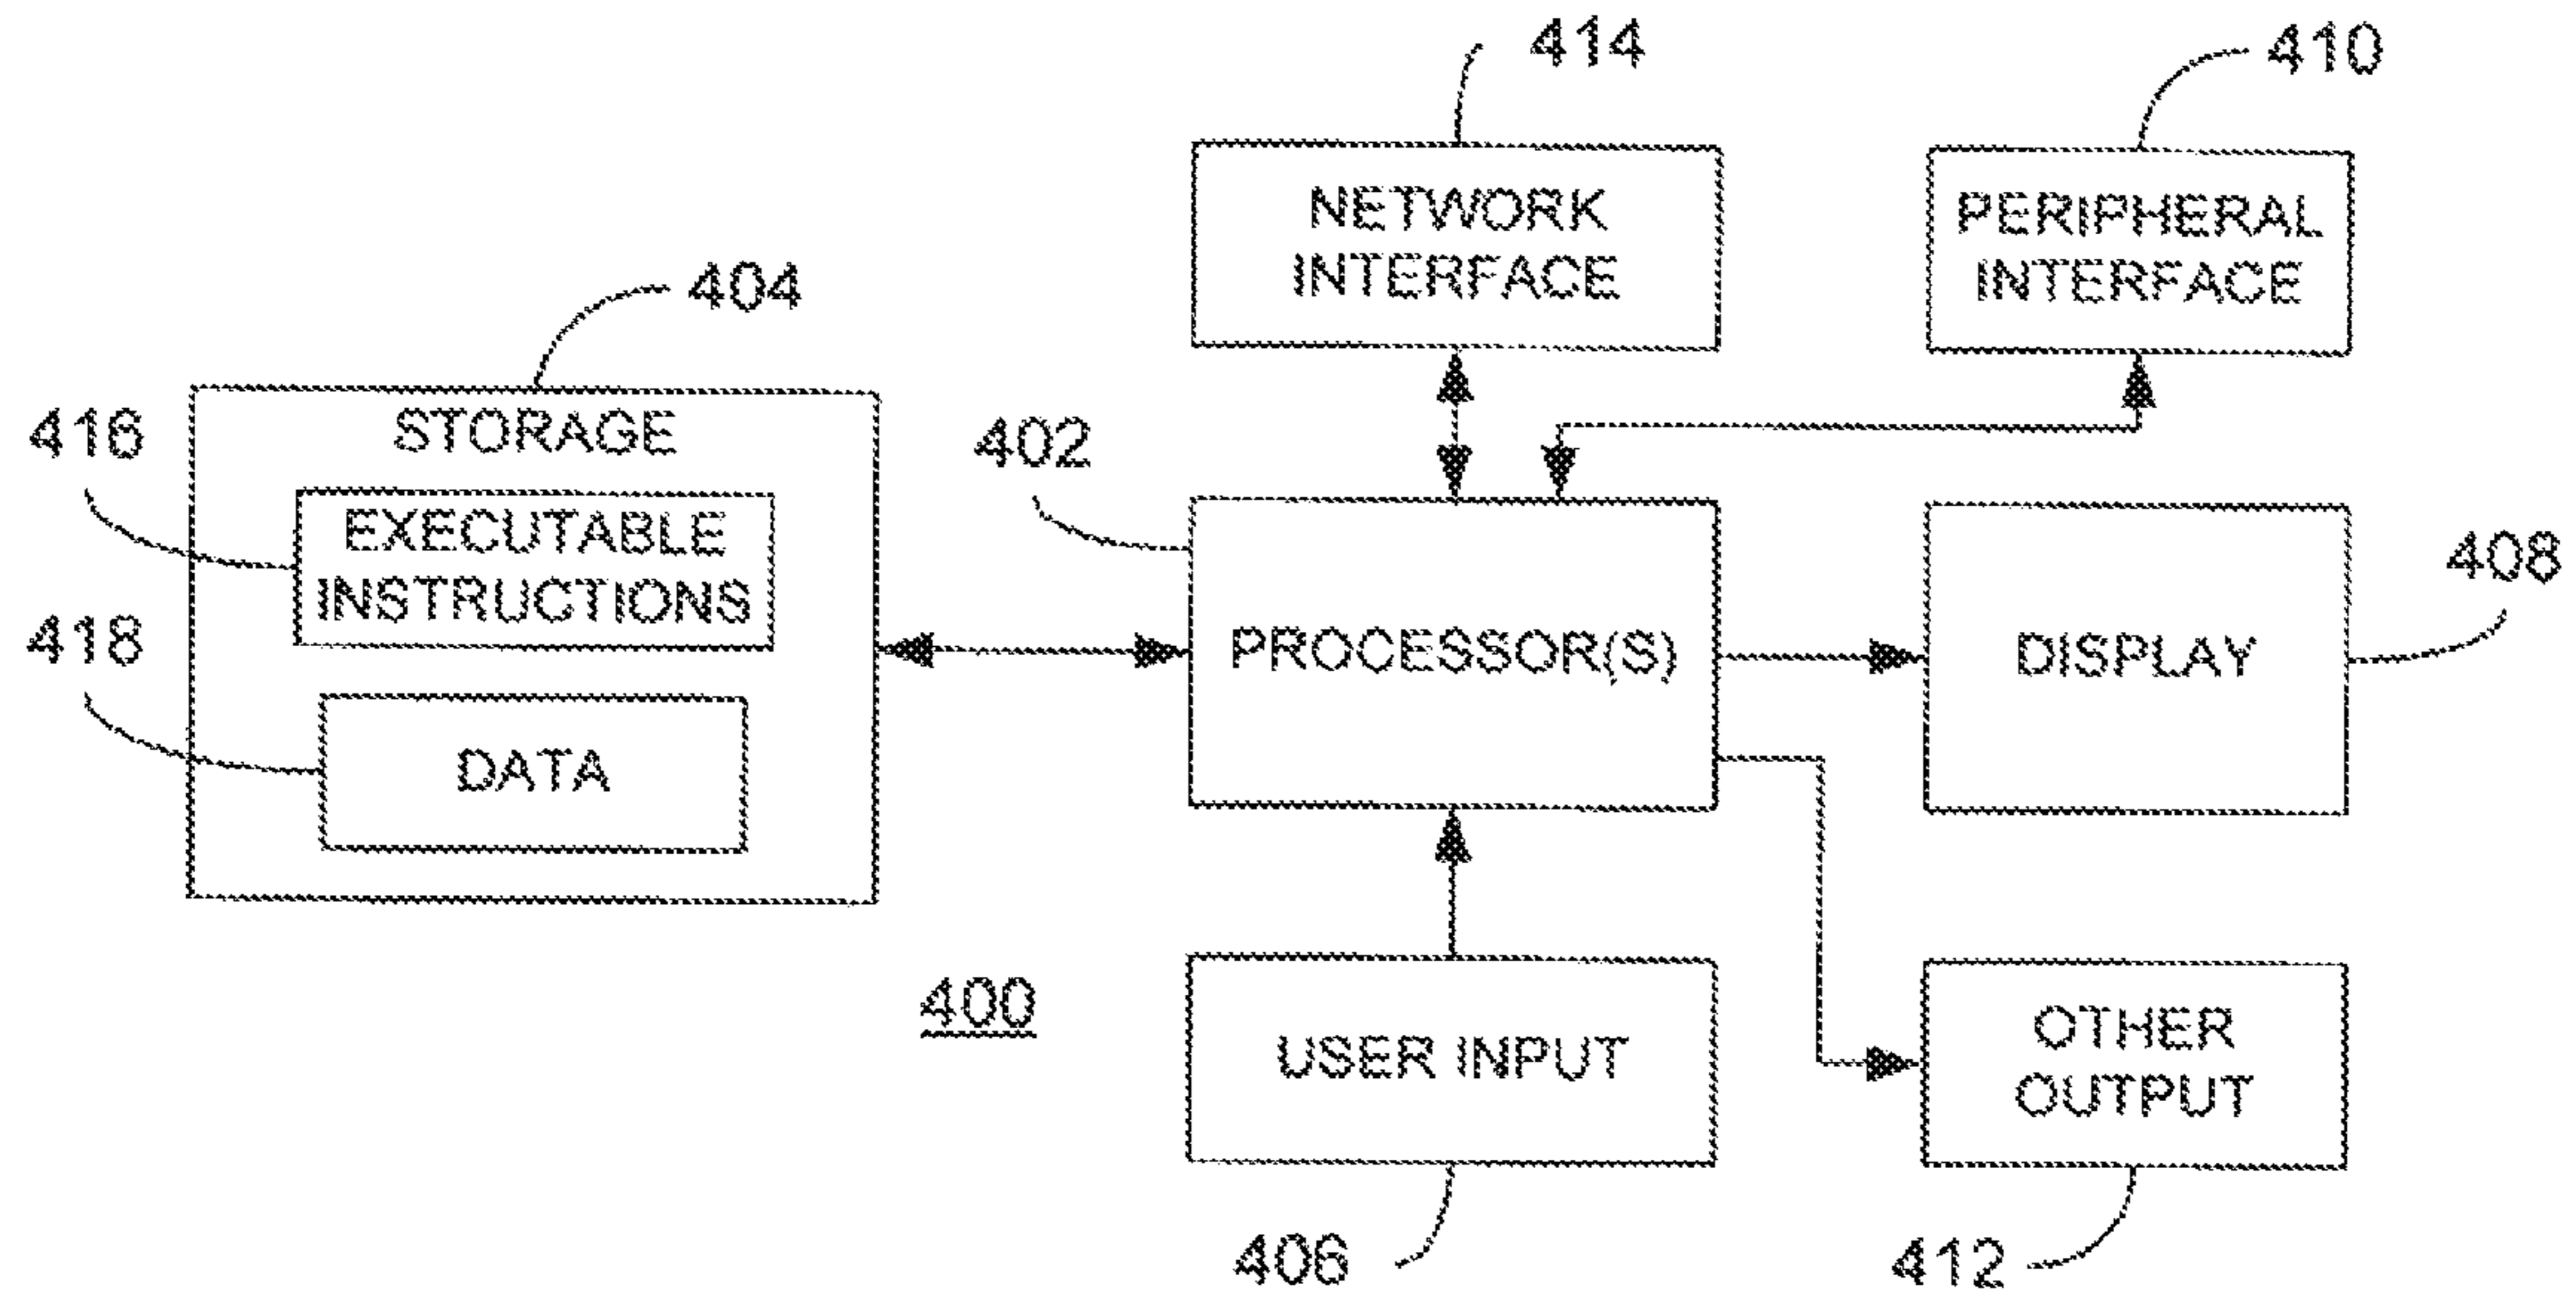 414
410
NETWORK
INTERFACE
PERIPHERAL
INTERFACE
404
416
STORAGE
402
EXECUTABLE
INSTRUCTIONS
408
418
PROCESSOR(S)
DISPLAY
DATA
400
USER INPUT
OTHER
OUTPUT
406
412